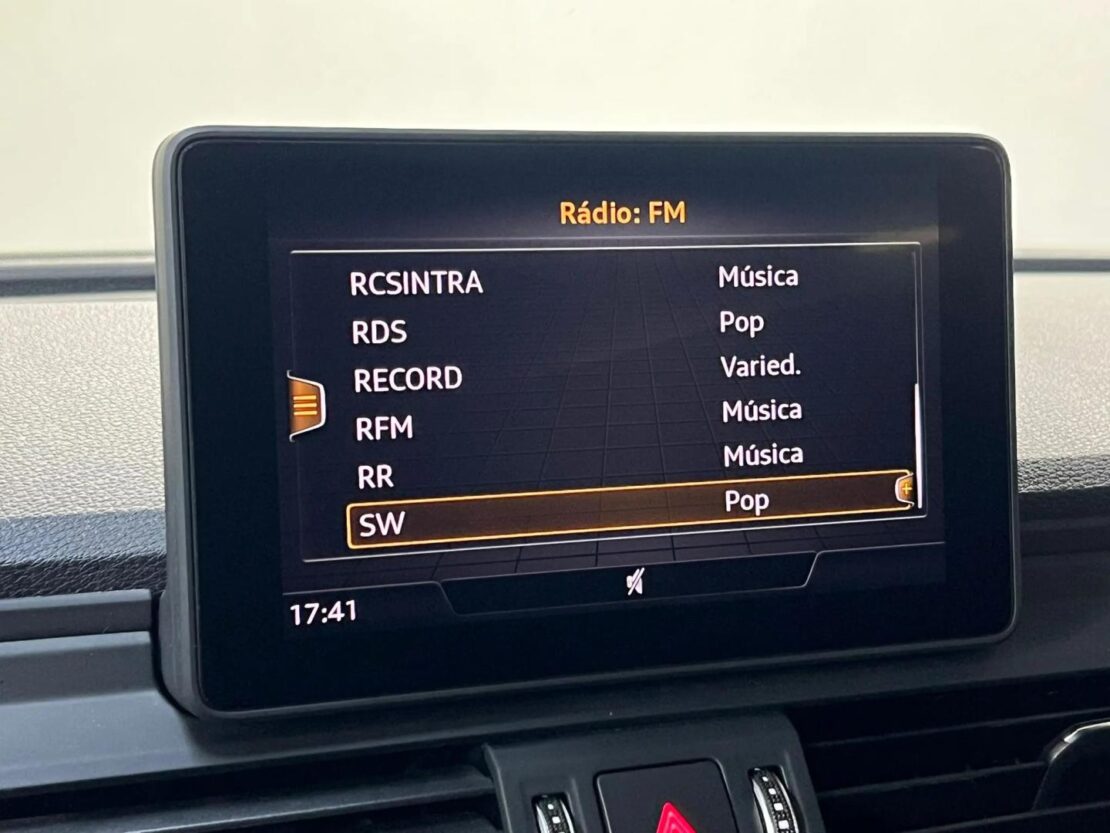 Rádio: FM
RCSINTRA Música
RDS Pop
RECORD Varied.
RFM Música
RR Música
SW Pop
17:41